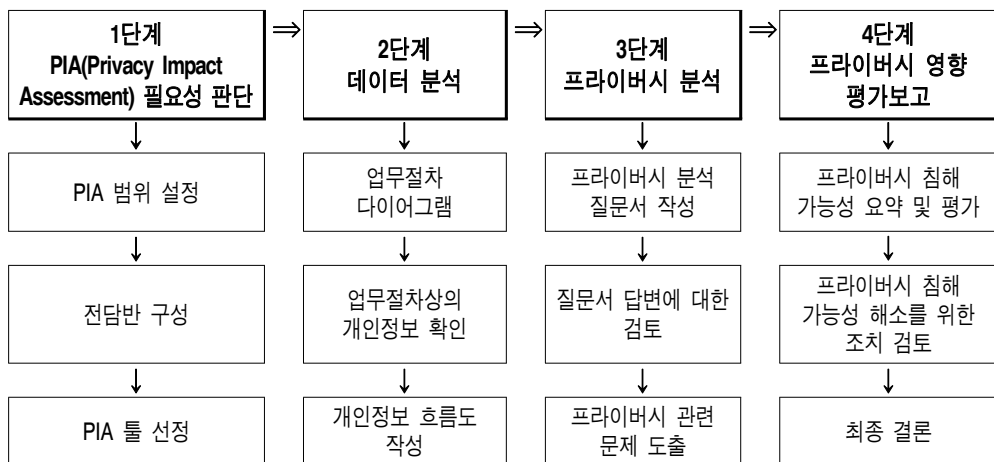 1단계
PIA(Privacy Impact
Assessment) 필요성 판단
⇒
2단계
데이터 분석
⇒
3단계
프라이버시 분석
⇒
4단계
프라이버시 영향
평가보고
PIA 범위 설정
업무절차
다이어그램
프라이버시 분석
질문서 작성
프라이버시 침해
가능성 요약 및 평가
전담반 구성
업무절차상의
개인정보 확인
질문서 답변에 대한
검토
프라이버시 침해
가능성 해소를 위한
조치 검토
PIA 툴 선정
개인정보 흐름도
작성
프라이버시 관련
문제 도출
최종 결론